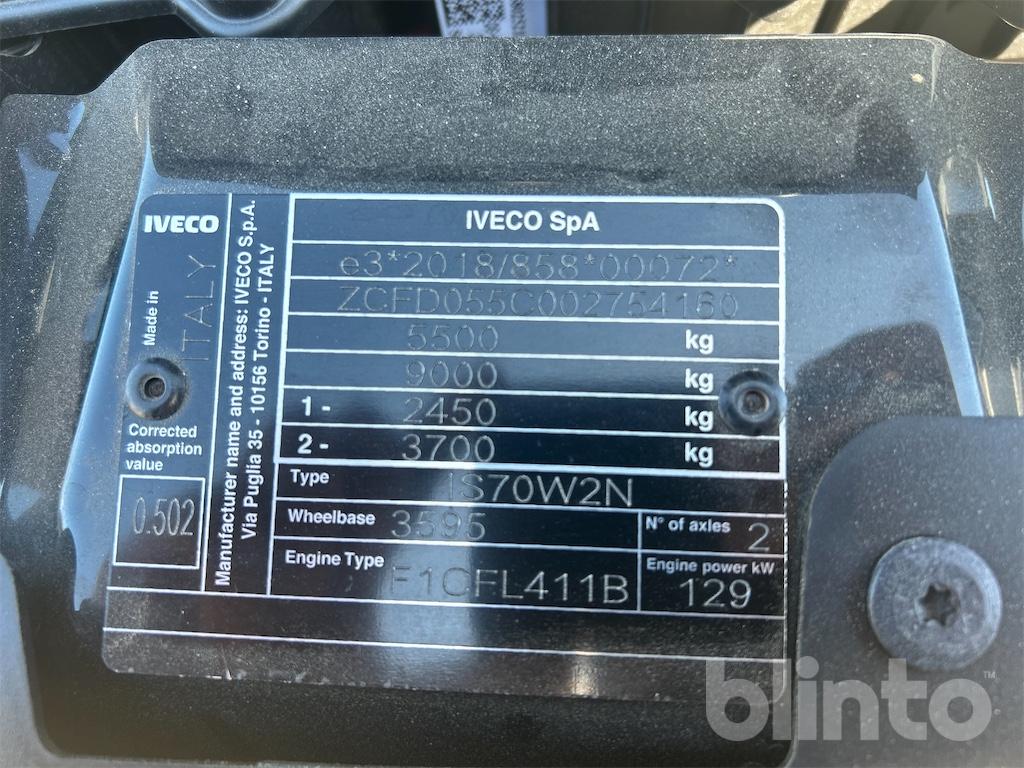 IVECO
Made in
ITALY
Corrected
absorption
value
0.502
Manufacturer name and address: IVECO S.p.A.
Via Puglia 35 - 10156 Torino - ITALY
IVECO SpA
e3*2018/858*00072*
ZCFD055C002754160
5500 kg
9000 kg
1- 2450 kg
2- 3700 kg
Type IS70W2N
Wheelbase 3595
N° of axles 2
Engine Type F1CFL411B
Engine power kW 129
blinto™